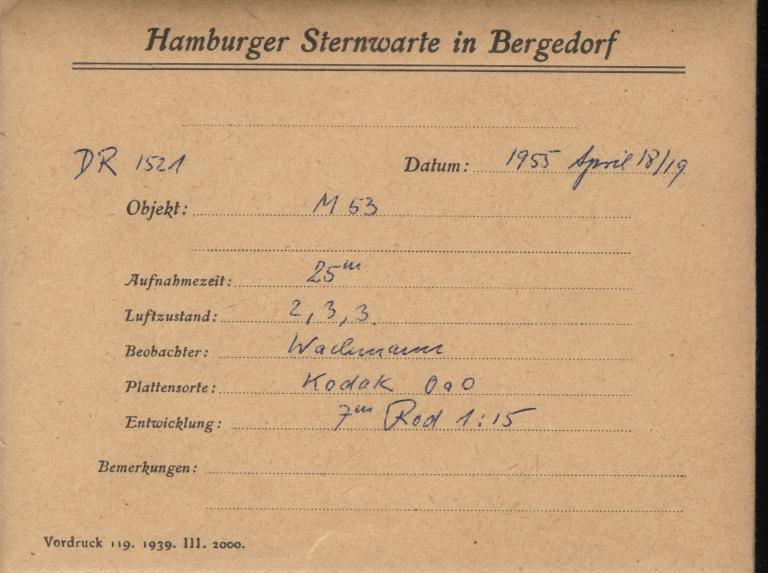 Hamburger Sternwarte in Bergedorf
DR 1521 Datum: 1955 April 18/19
Objekt: M 53
Aufnahmezeit: 25m
Luftzustand: 2, 3, 3
Beobachter: Wachmann
Plattensorte: Kodak OaO
Entwicklung: 7m Rod 1:15
Bemerkungen:
Vordruck 119. 1939. III. 2000.